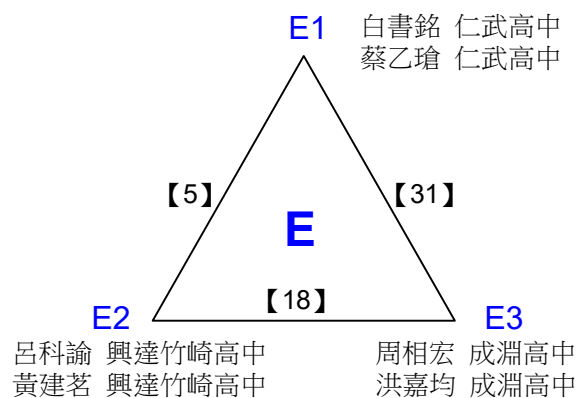 E1
白書銘 仁武高中
蔡乙瑲 仁武高中
【5】
【31】
E
【18】
E2
E3
呂科諭 興達竹崎高中
黃建茗 興達竹崎高中
周相宏 成淵高中
洪嘉均 成淵高中